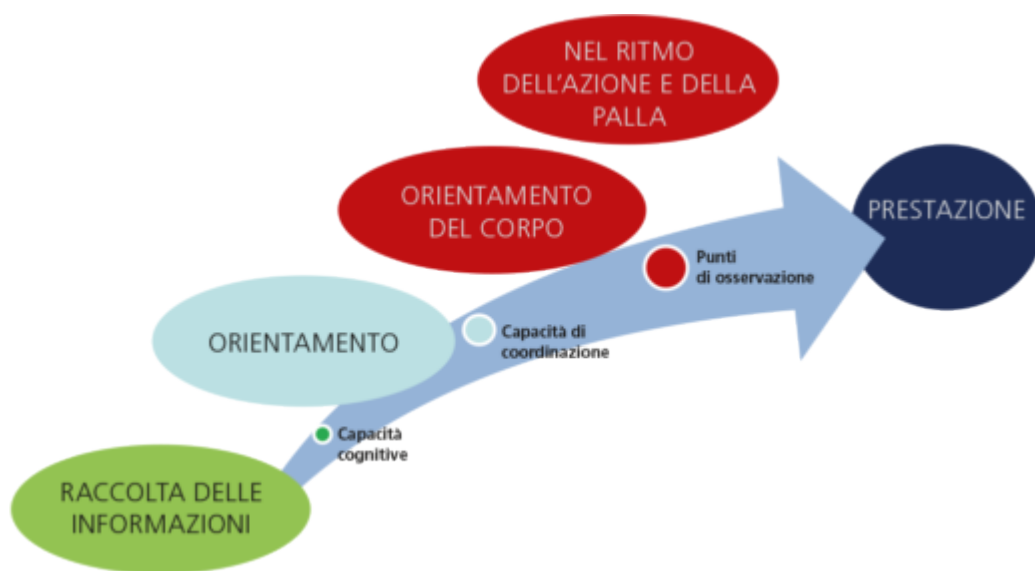 NEL RITMO
DELL'AZIONE E DELLA
PALLA
ORIENTAMENTO
DEL CORPO
PRESTAZIONE
Punti
di osservazione
ORIENTAMENTO
Capacità di
coordinazione
Capacità
cognitive
RACCOLTA DELLE
INFORMAZIONI